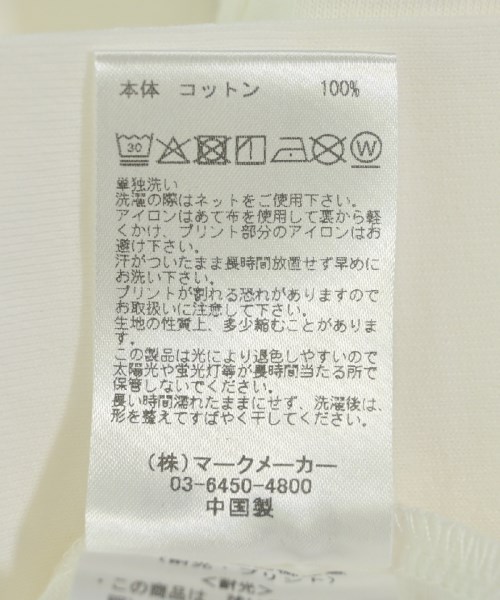 本体 コットン 100%
30 W
単独洗い
洗濯の際はネットをご使用下さい。
アイロンはあて布を使用して裏から軽
くかけ、プリント部分のアイロンはお
避け下さい。
汗がついたまま長時間放置せず早めに
お洗い下さい。
プリントが割れる恐れがありますので
お取扱いに注意して下さい。
生地の性質上、多少縮むことがありま
す。
この製品は光により退色しやすいので
太陽光や蛍光灯等が長時間当たる所で
保管しないでください。
長い時間濡れたままにせず、洗濯後は、
形を整えてすばやく干してください。
(株)マークメーカー
03-6450-4800
中国製
<耐光>
・この商品は